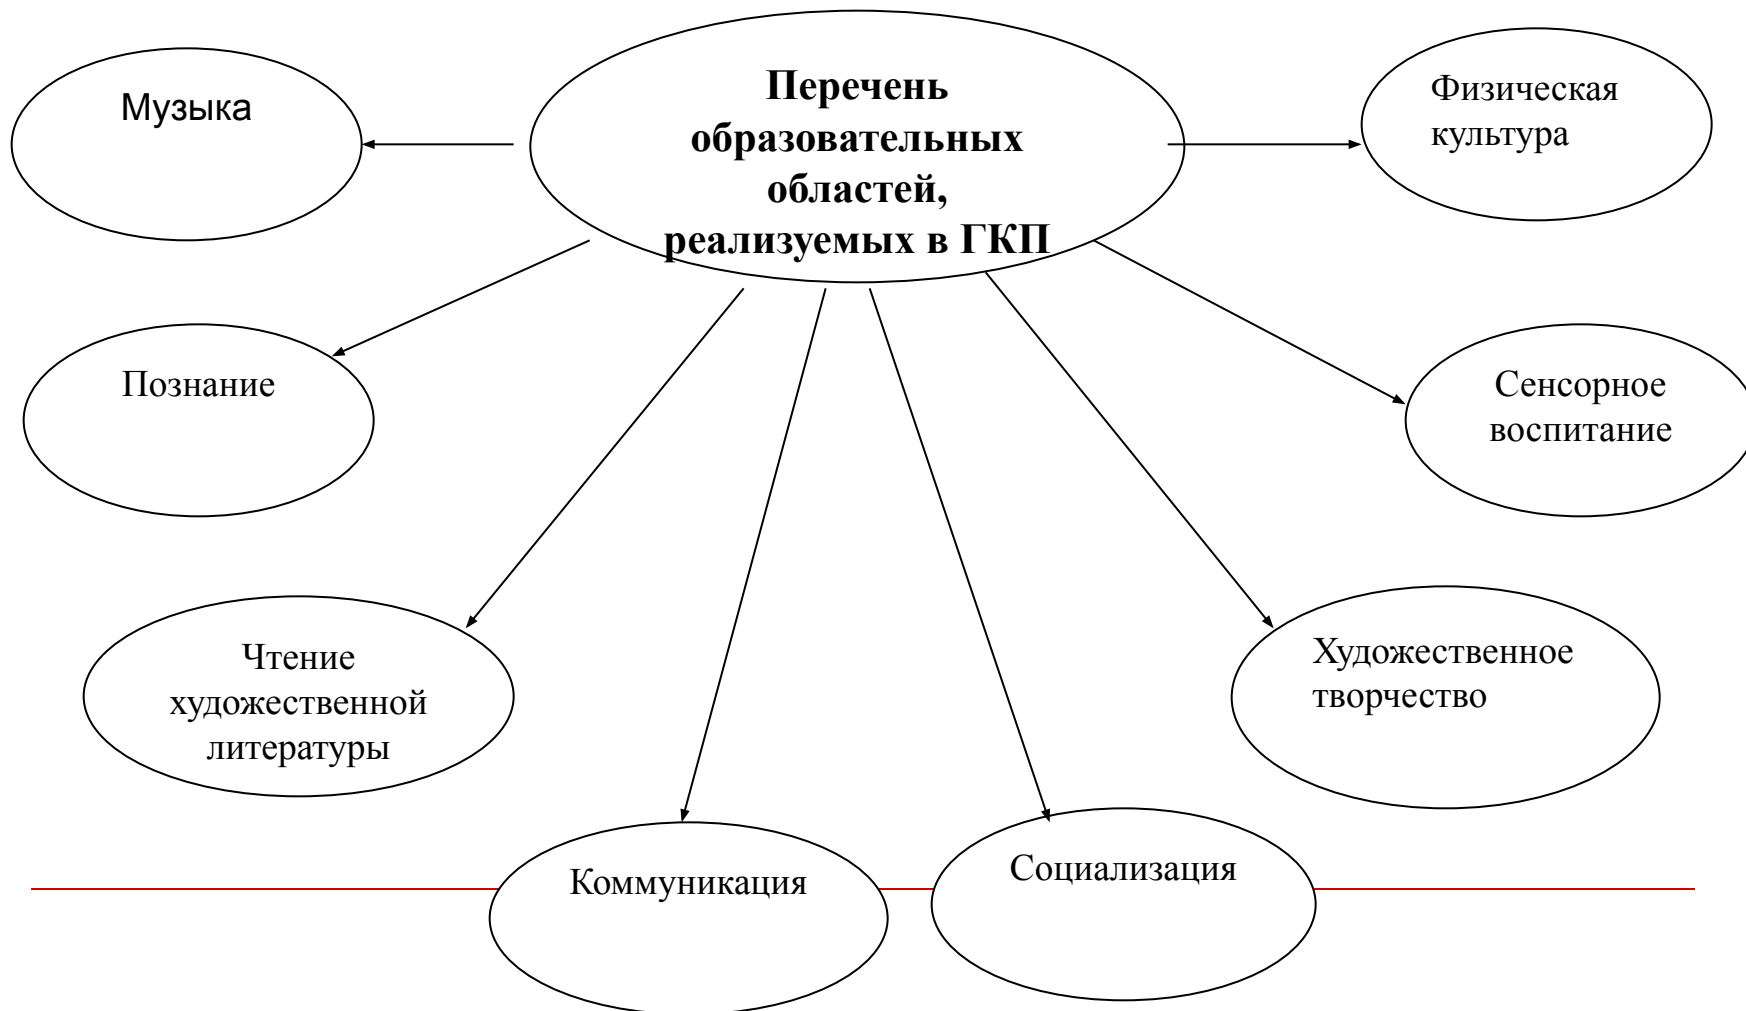 Перечень
образовательных
областей,
реализуемых в ГКП
Музыка
Физическая
культура
Познание
Сенсорное
воспитание
Чтение
художественной
литературы
Художественное
творчество
Коммуникация
Социализация